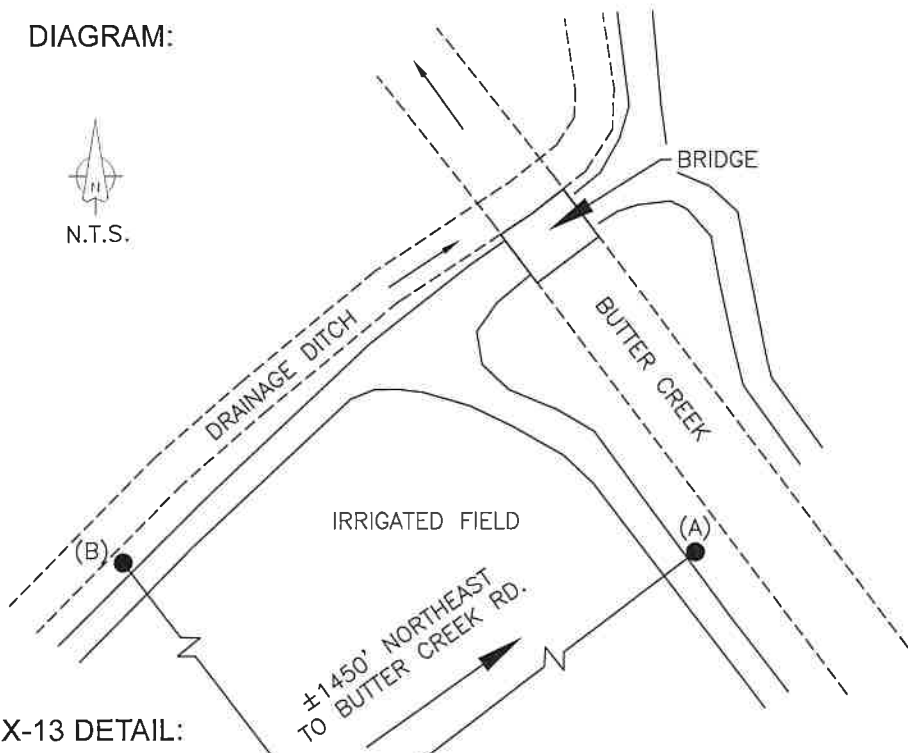 DIAGRAM:
N
N.T.S.
BRIDGE
DRAINAGE DITCH
BUTTER CREEK
IRRIGATED FIELD
(A)
(B)
±1450' NORTHEAST
TO BUTTER CREEK RD.
X-13 DETAIL: